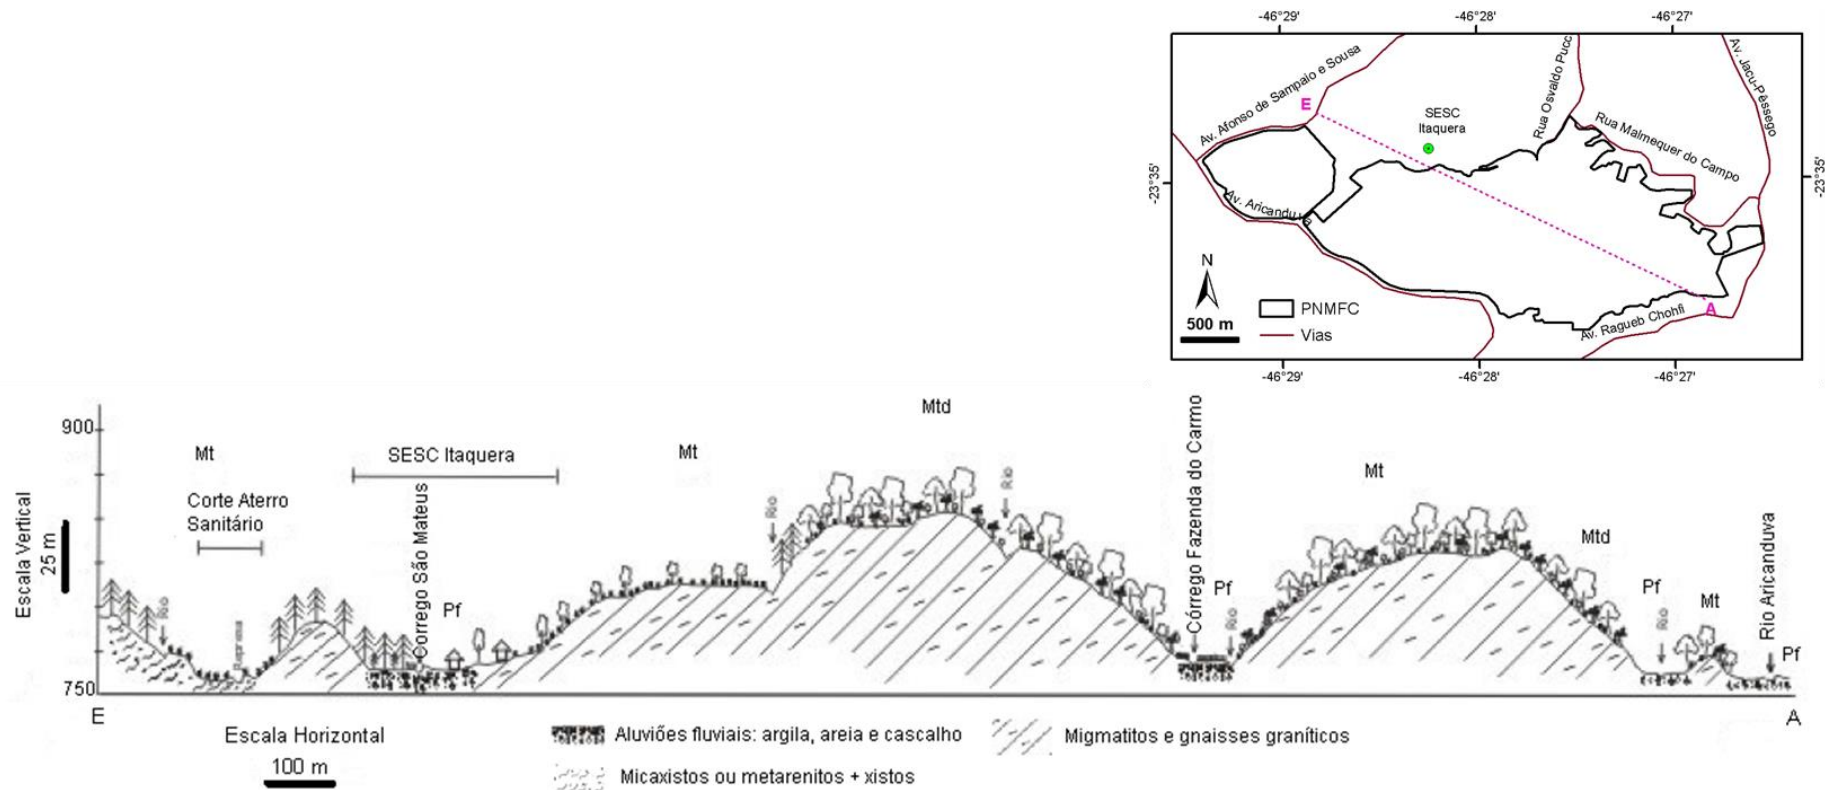 -46°29'
-46°28'
-46°27'
Av. Afonso de Sampaio e Sousa
E
SESC
Itaquera
Rua Osvaldo Pucc
Rua Malmequer do Campo
Av. Jacu-Pêssego
-23°35'
-23°35'
Av. Aricanduva
N
500 m
PNMFC
Vias
Av. Ragueb Chohfi
A
-46°29'
-46°28'
-46°27'
Escala Vertical
25 m
900
750
Mt
Corte Aterro
Sanitário
Rio
Represa
SESC Itaquera
Córrego São Mateus
Pf
Mt
Rio
Mtd
Rio
Córrego Fazenda do Carmo
Pf
Rio
Mt
Mtd
Pf
Rio
Mt
Rio Aricanduva
Pf
E
A
Escala Horizontal
100 m
Aluviões fluviais: argila, areia e cascalho
Migmatitos e gnaisses graníticos
Micaxistos ou metarenitos + xistos